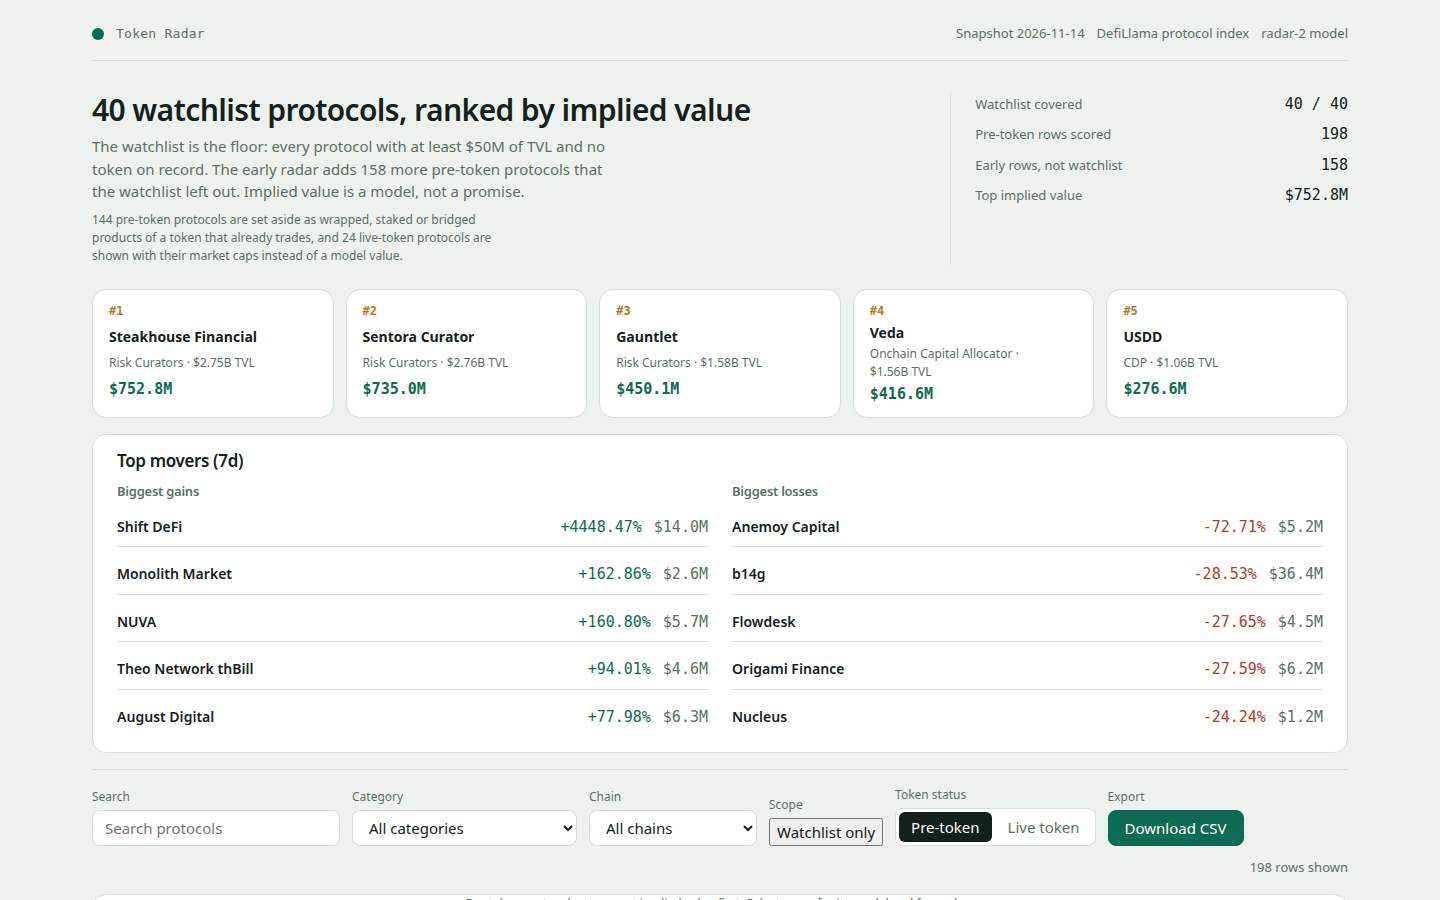 Token Radar
Snapshot 2026-11-14 DefiLlama protocol index radar-2 model
40 watchlist protocols, ranked by implied value
The watchlist is the floor: every protocol with at least $50M of TVL and no
token on record. The early radar adds 158 more pre-token protocols that
the watchlist left out. Implied value is a model, not a promise.
144 pre-token protocols are set aside as wrapped, staked or bridged
products of a token that already trades, and 24 live-token protocols are
shown with their market caps instead of a model value.
Watchlist covered 40 / 40
Pre-token rows scored 198
Early rows, not watchlist 158
Top implied value $752.8M
#1
Steakhouse Financial
Risk Curators · $2.75B TVL
$752.8M
#2
Sentora Curator
Risk Curators · $2.76B TVL
$735.0M
#3
Gauntlet
Risk Curators · $1.58B TVL
$450.1M
#4
Veda
Onchain Capital Allocator ·
$1.56B TVL
$416.6M
#5
USDD
CDP · $1.06B TVL
$276.6M
Top movers (7d)
Biggest gains
Shift DeFi +4448.47% $14.0M
Monolith Market +162.86% $2.6M
NUVA +160.80% $5.7M
Theo Network thBill +94.01% $4.6M
August Digital +77.98% $6.3M
Biggest losses
Anemoy Capital -72.71% $5.2M
b14g -28.53% $36.4M
Flowdesk -27.65% $4.5M
Origami Finance -27.59% $6.2M
Nucleus -24.24% $1.2M
Search
Search protocols
Category
All categories
Chain
All chains
Scope
Watchlist only
Token status
Pre-token Live token
Export
Download CSV
198 rows shown